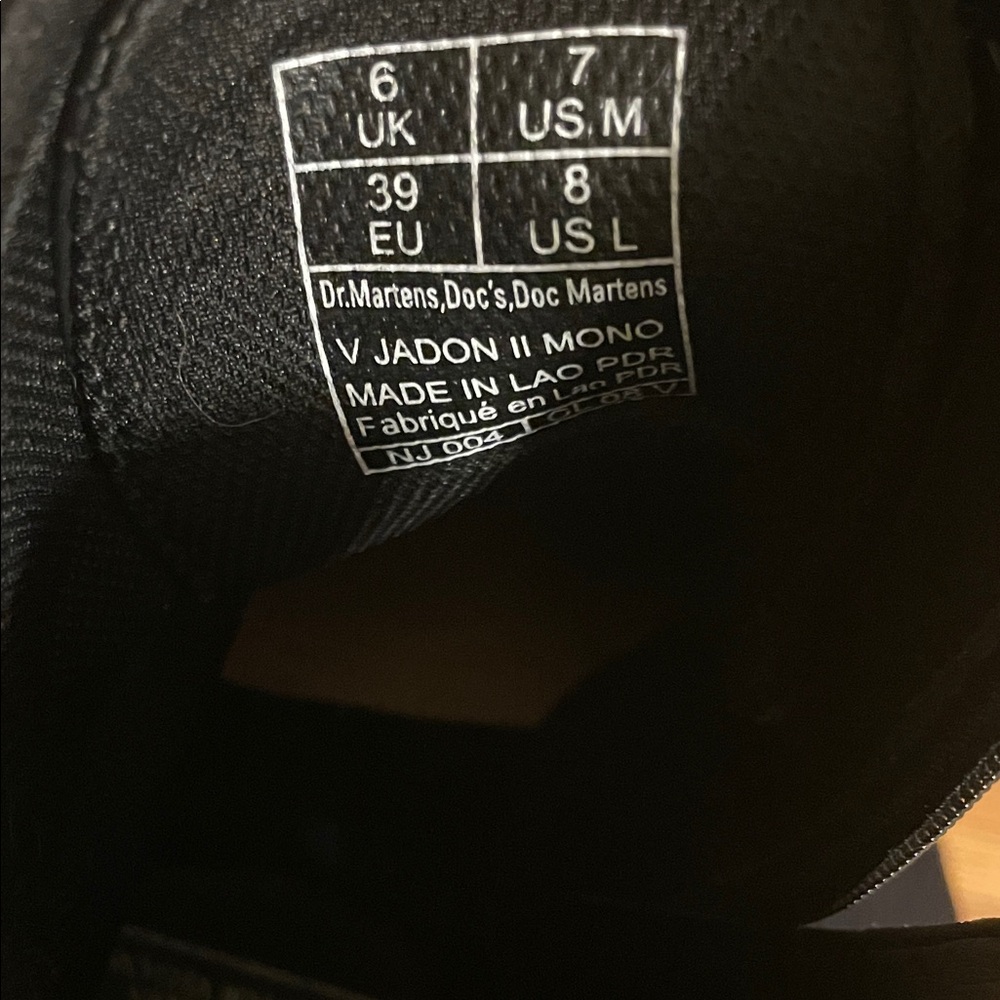 6 7
UK US M
39 8
EU US L
Dr.Martens,Doc's,Doc Martens
V JADON II MONO
MADE IN LAO PDR
Fabriqué en Lao PDR
NJ 004